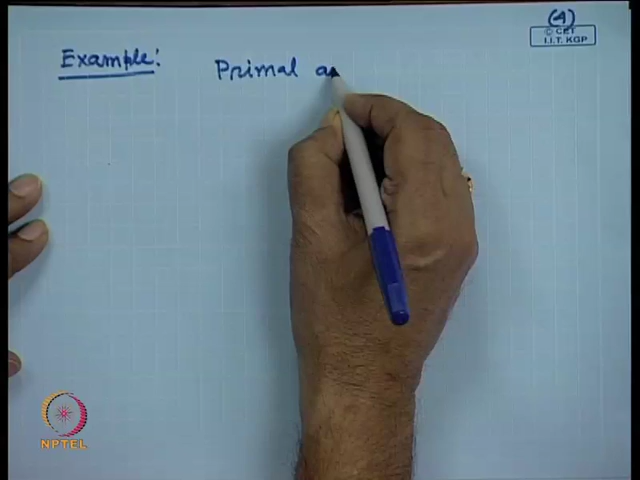 (4)
© CET
I.I.T. KGP
Example:
Primal a
NPTEL